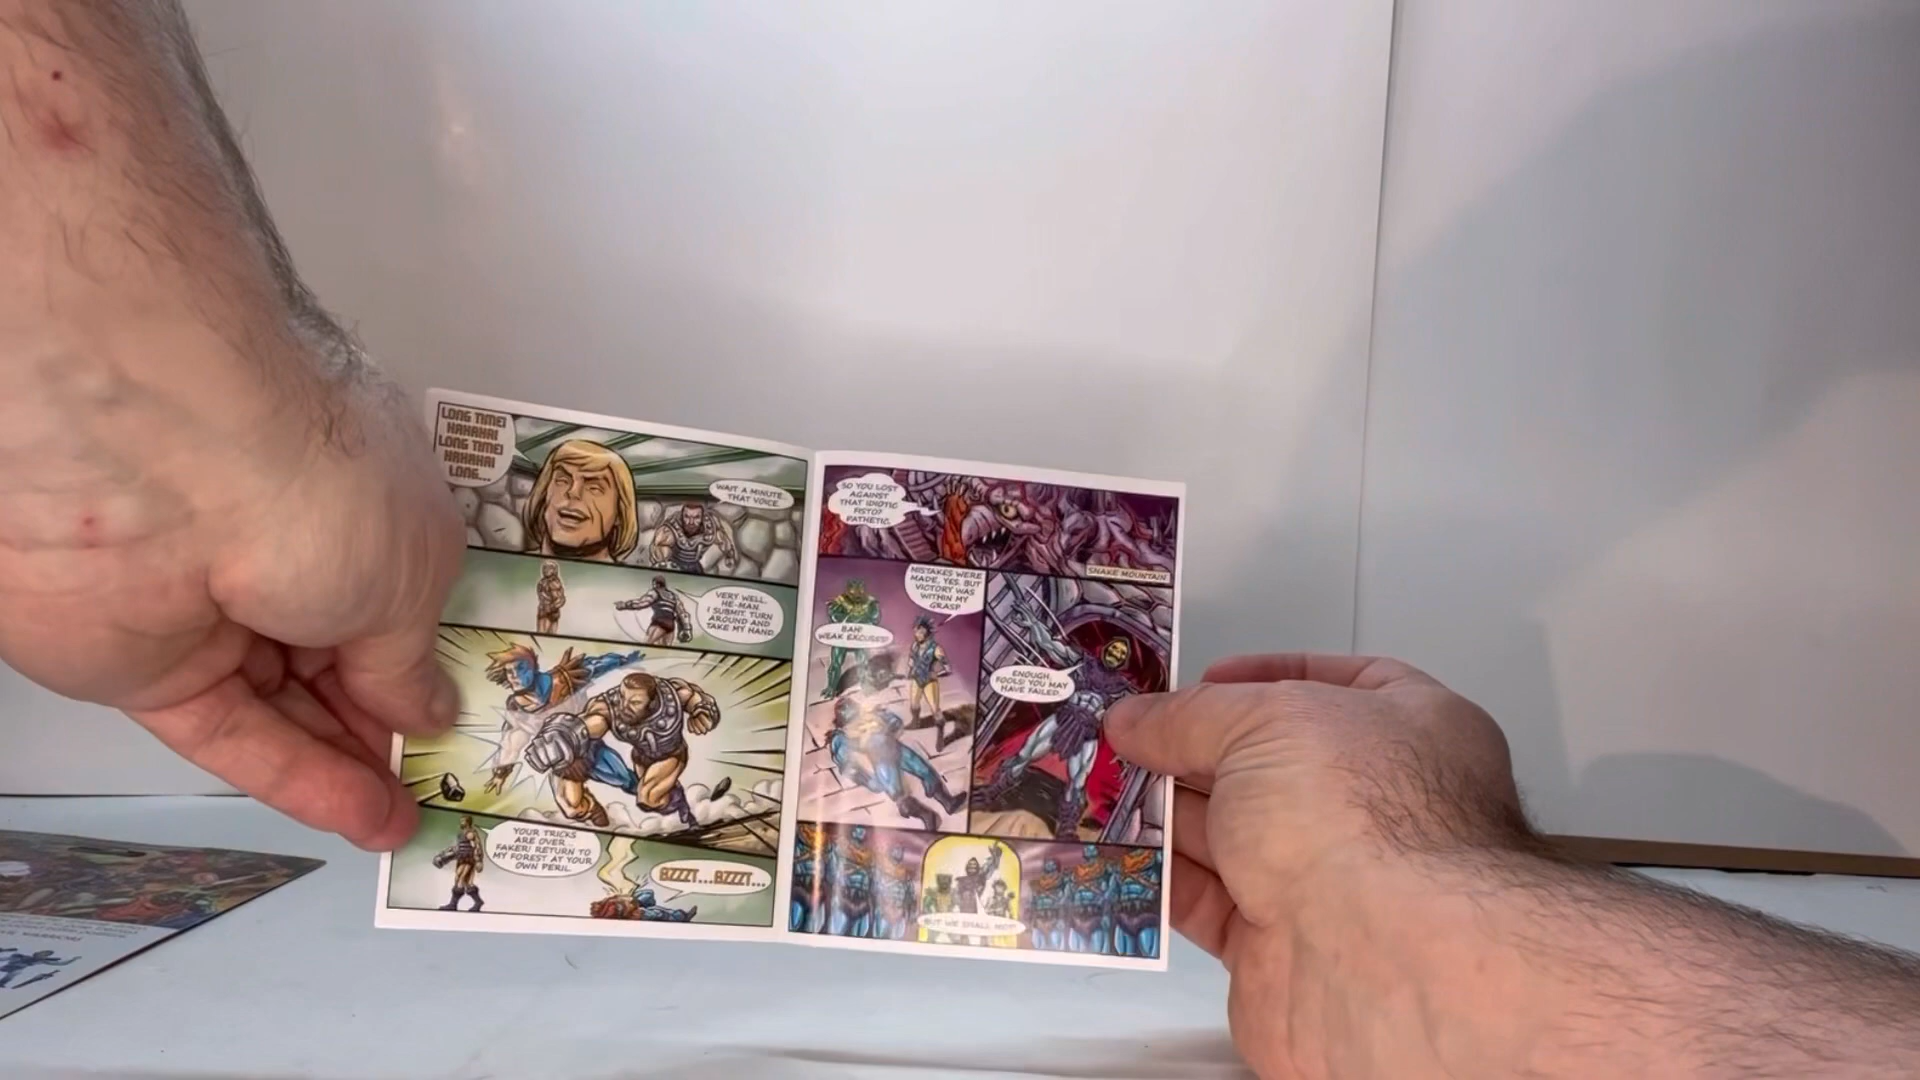 LONG TIME!
HAHAHA!
LONG TIME!
HAHAHA!
LONG...
WAIT A MINUTE...
THAT VOICE.
VERY WELL,
HE-MAN.
I SUBMIT. TURN
AROUND AND
TAKE MY HAND.
YOUR TRICKS
ARE OVER,
FAKER! RETURN TO
MY FOREST AT YOUR
OWN PERIL.
BZZZT...BZZZT...
SO YOU LOST
AGAINST
THAT IDIOTIC
FISTO?
PATHETIC.
SNAKE MOUNTAIN
MISTAKES WERE
MADE, YES. BUT
VICTORY WAS
WITHIN MY
GRASP.
BAH!
WEAK EXCUSES!
ENOUGH,
FOOLS! YOU MAY
HAVE FAILED...
BUT WE SHALL NOT!